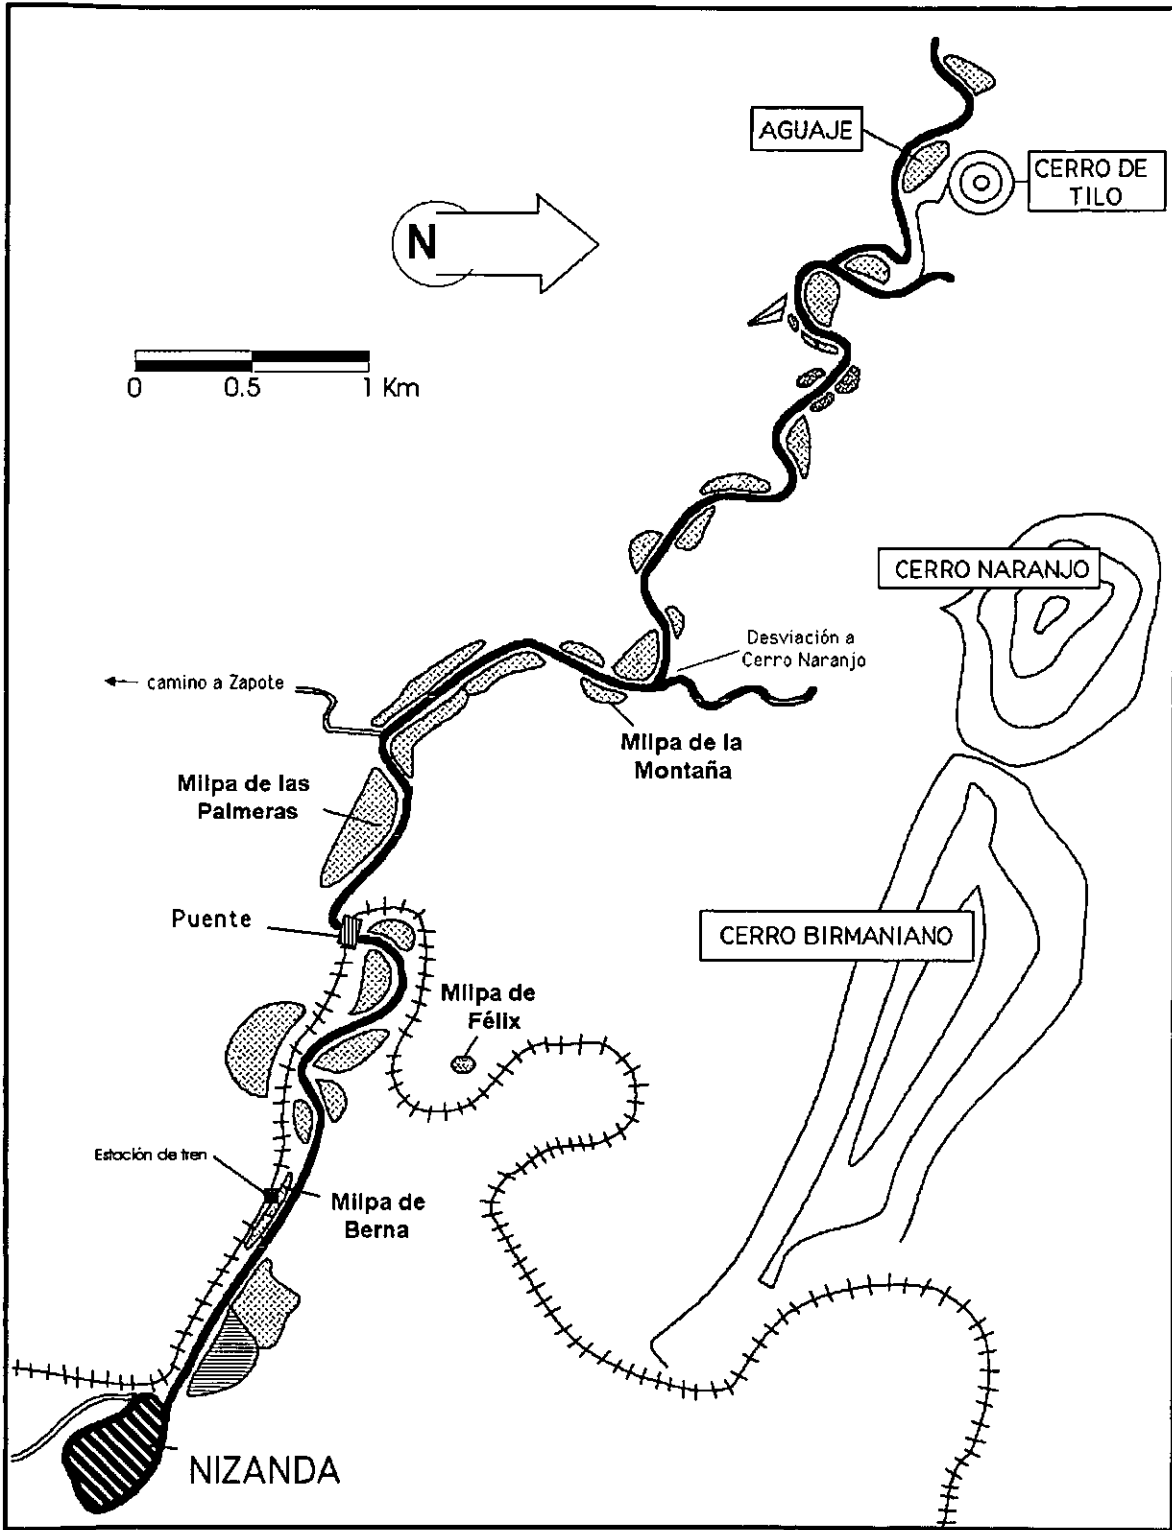 AGUAJE
CERRO DE
TILO
N
0 0.5 1 Km
CERRO NARANJO
Desviación a
Cerro Naranjo
camino a Zapote
Milpa de la
Montaña
Milpa de las
Palmeras
Puente
CERRO BIRMANIANO
Milpa de
Félix
Estación de tren
Milpa de
Berna
NIZANDA